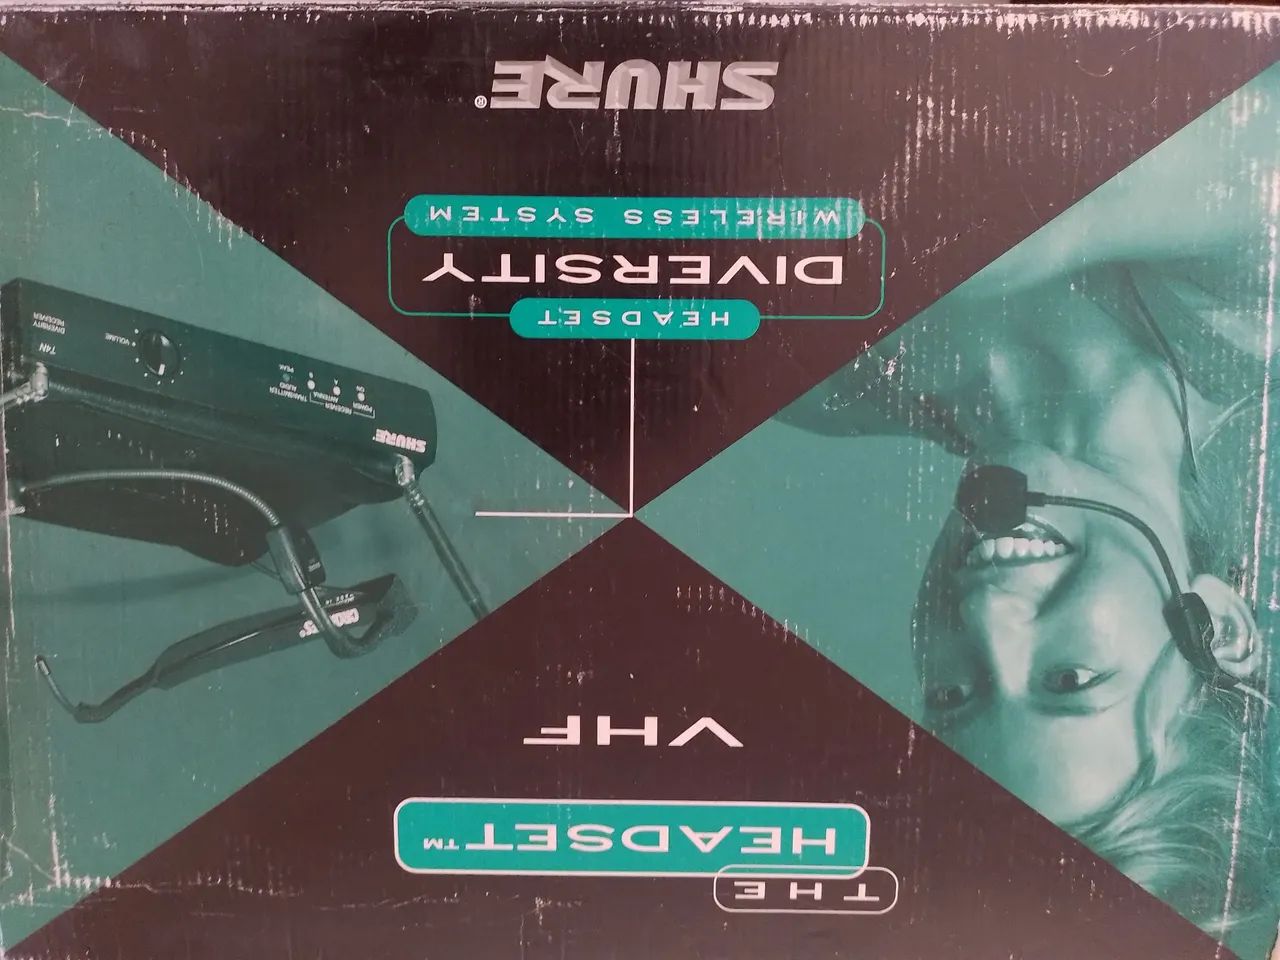 THE
HEADSET™
VHF
HEADSET
DIVERSITY
WIRELESS SYSTEM
SHURE®
SHURE
POWER
ON
RECEIVER
ANTENNA
A
B
TRANSMITTER
AUDIO
PEAK
VOLUME
T4N
DIVERSITY
RECEIVER